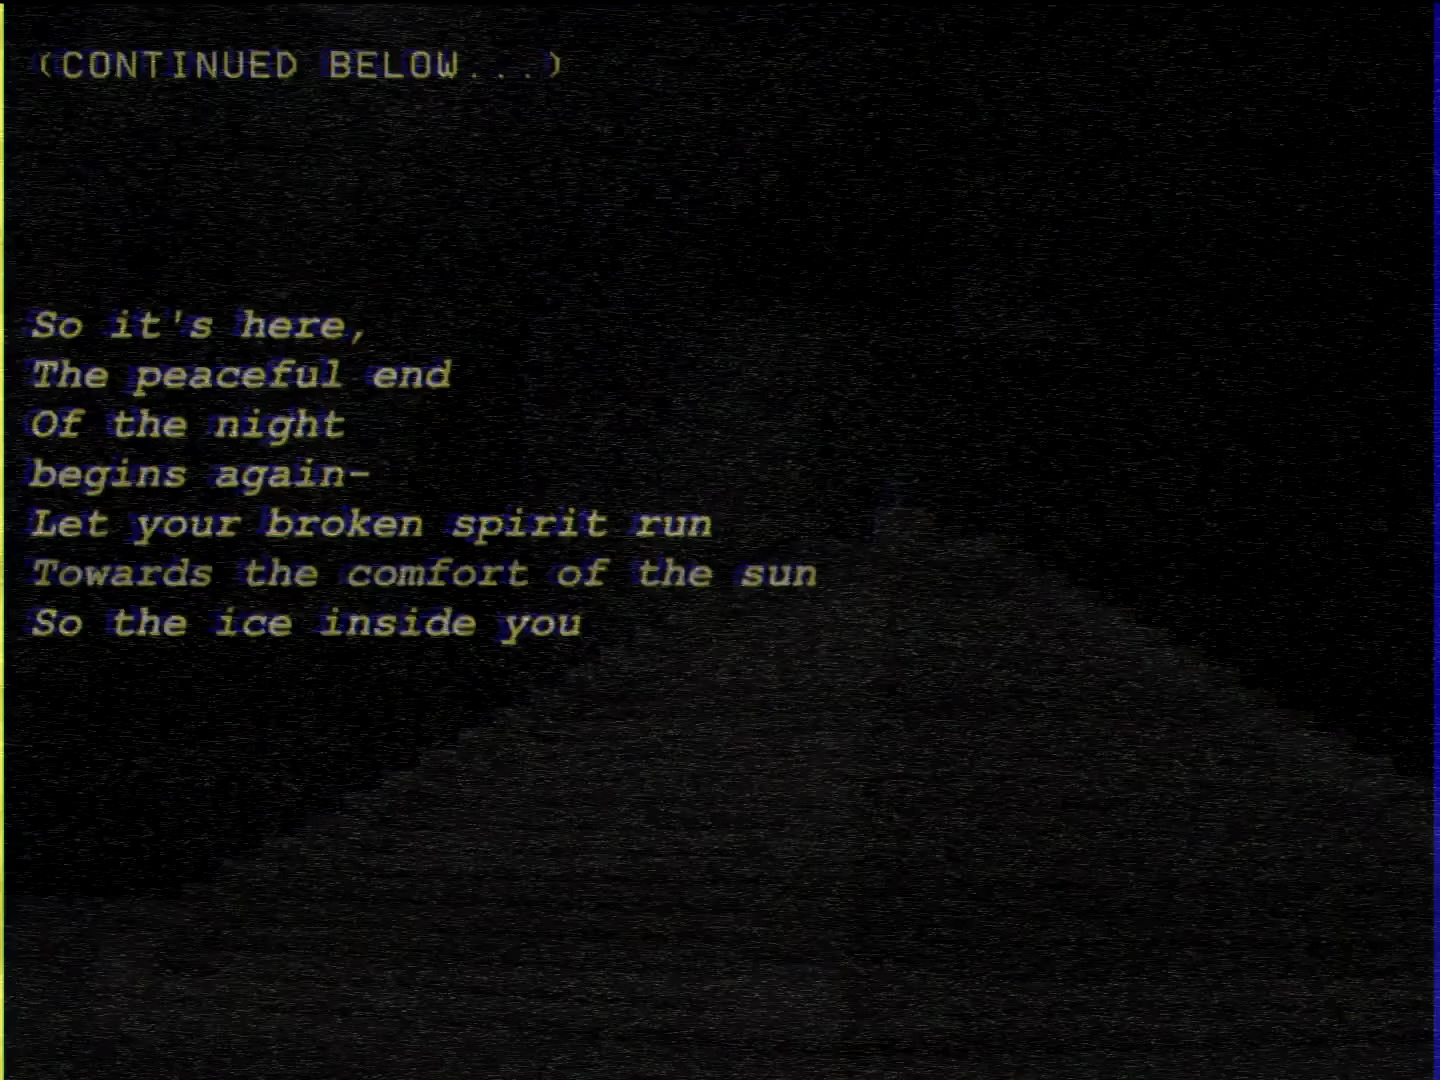 (CONTINUED BELOW...)
So it's here,
The peaceful end
Of the night
begins again-
Let your broken spirit run
Towards the comfort of the sun
So the ice inside you